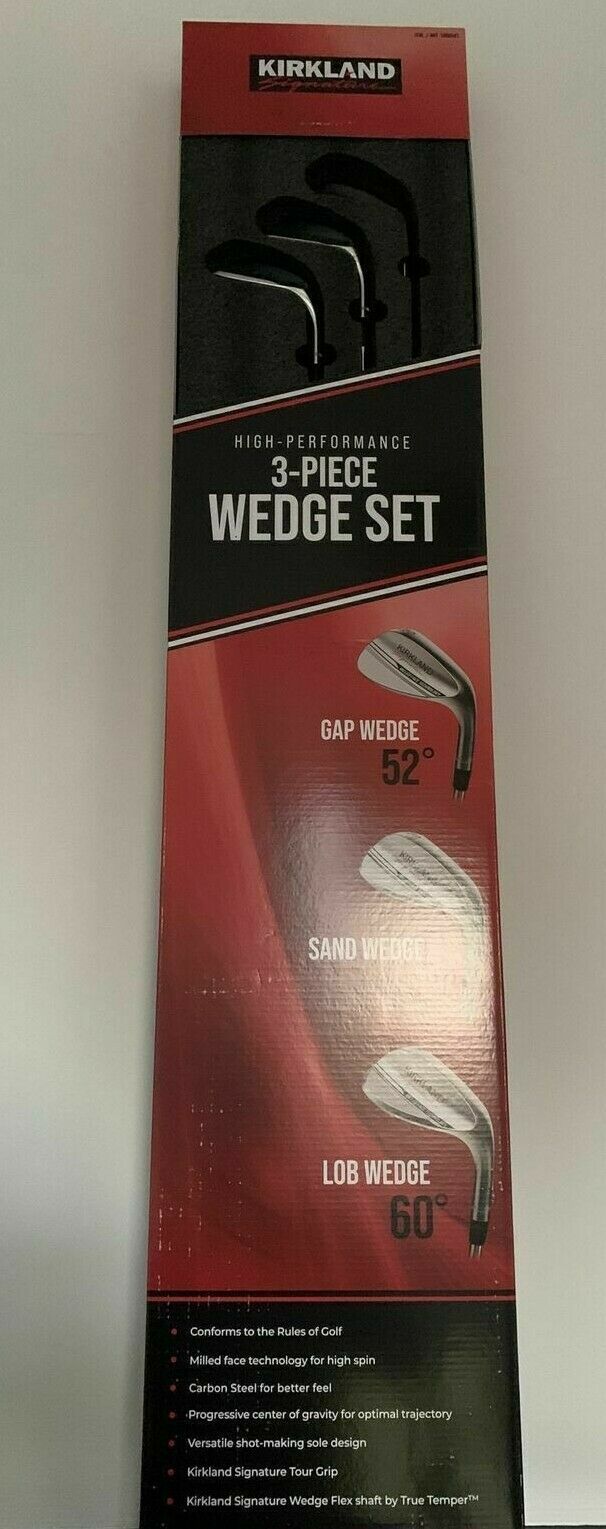 KIRKLAND
Signature
HIGH-PERFORMANCE
3-PIECE
WEDGE SET
KIRKLAND
GAP WEDGE
52°
SAND WEDGE
LOB WEDGE
60°
Conforms to the Rules of Golf
Milled face technology for high spin
Carbon Steel for better feel
Progressive center of gravity for optimal trajectory
Versatile shot-making sole design
Kirkland Signature Tour Grip
Kirkland Signature Wedge Flex shaft by True Temper™